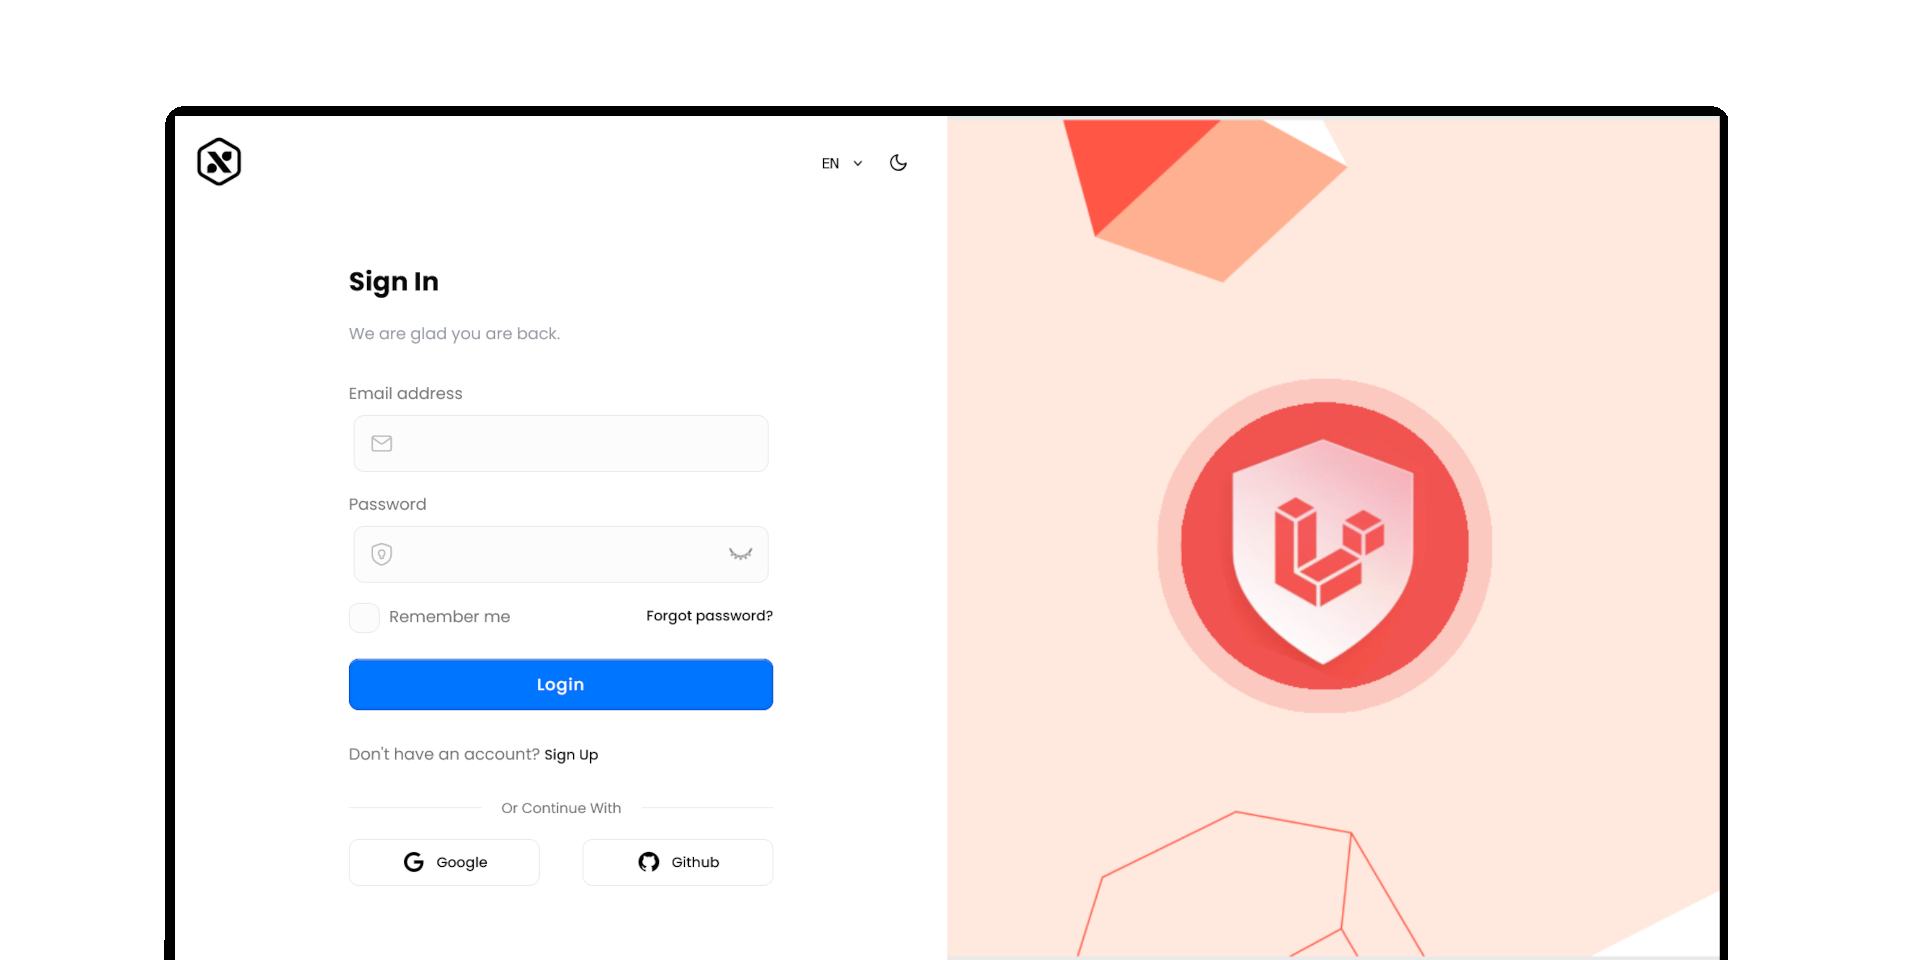 EN
Sign In
We are glad you are back.
Email address
Password
Remember me
Forgot password?
Login
Don't have an account? Sign Up
Or Continue With
Google
Github